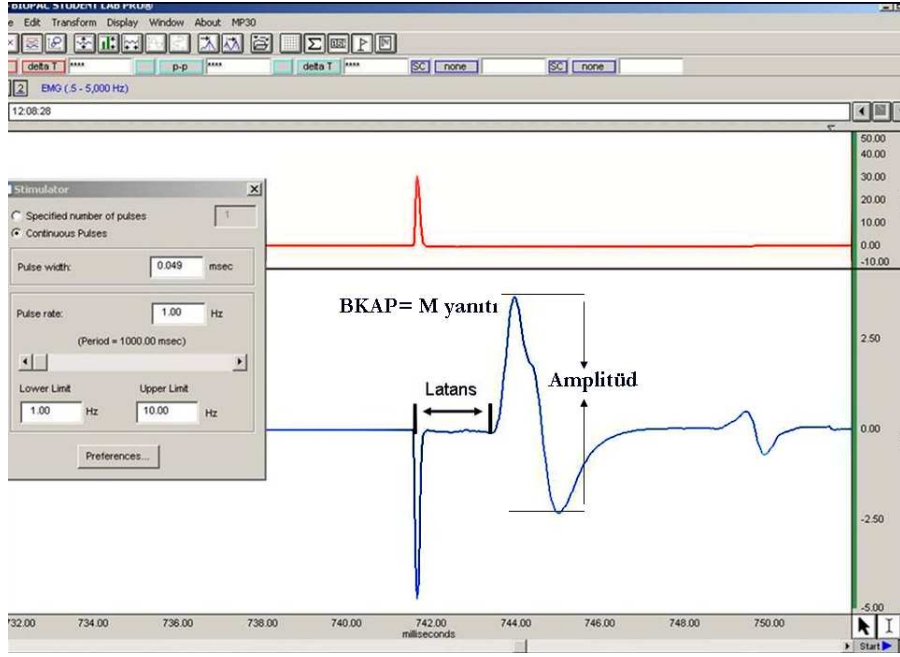 BIOPAC STUDENT LAB PRO®
e Edit Transform Display Window About MP30
delta T **** p-p **** delta T **** SC none SC none
2 EMG (.5 - 5,000 Hz)
12:08:28
50.00
40.00
30.00
20.00
10.00
0.00
-10.00
Stimulator
Specified number of pulses 1
Continuous Pulses
Pulse width: 0.049 msec
Pulse rate: 1.00 Hz
(Period = 1000.00 msec)
Lower Limit Upper Limit
1.00 Hz 10.00 Hz
Preferences...
BKAP= M yanıtı
Latans
Amplitüd
2.50
0.00
-2.50
-5.00
732.00 734.00 736.00 738.00 740.00 742.00 744.00 746.00 748.00 750.00
milliseconds
Start